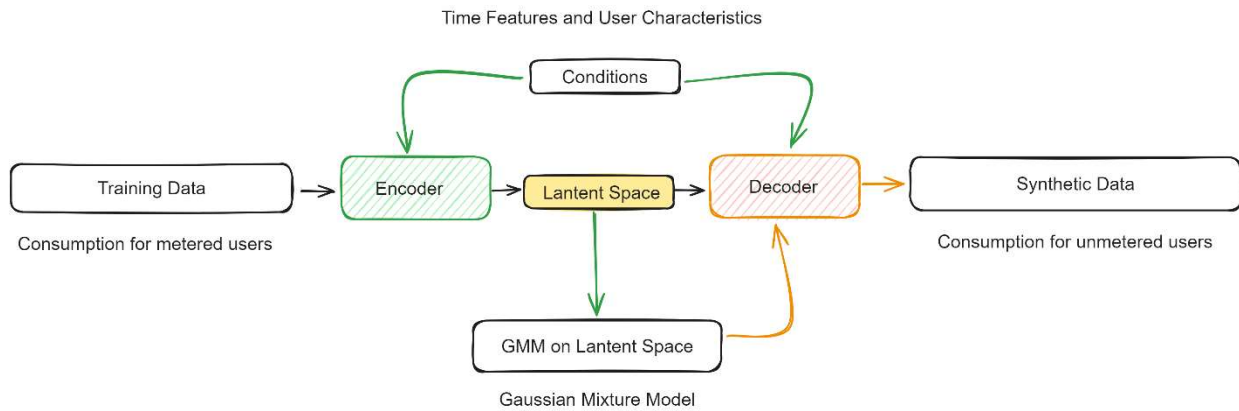 Time Features and User Characteristics
Conditions
Training Data
Encoder
Lantent Space
Decoder
Synthetic Data
Consumption for metered users
Consumption for unmetered users
GMM on Lantent Space
Gaussian Mixture Model